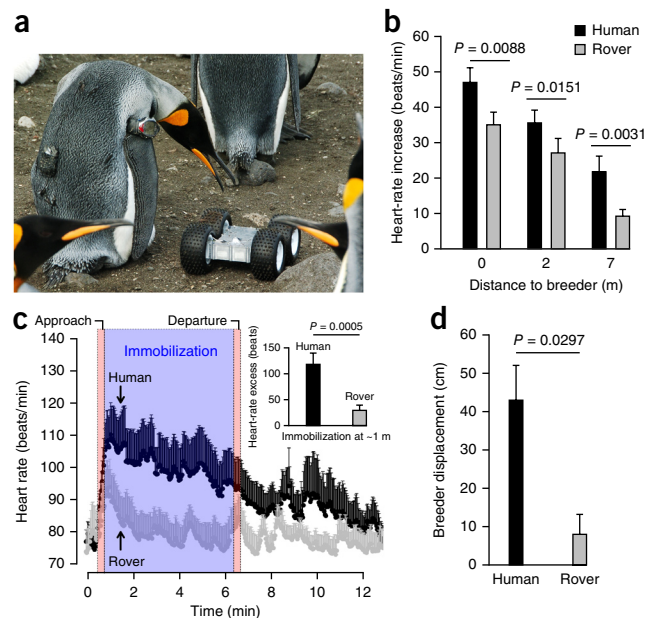 a
b
Human
Rover
Heart-rate increase (beats/min)
60
50
40
30
20
10
0
P = 0.0088
P = 0.0151
P = 0.0031
0
2
7
Distance to breeder (m)
c
Approach
Departure
Immobilization
Human
Rover
Heart rate (beats/min)
140
130
120
110
100
90
80
70
0
2
4
6
8
10
12
Time (min)
P = 0.0005
Heart-rate excess (beats)
150
100
50
0
Human
Rover
Immobilization at ~1 m
d
Breeder displacement (cm)
60
50
40
30
20
10
0
P = 0.0297
Human
Rover